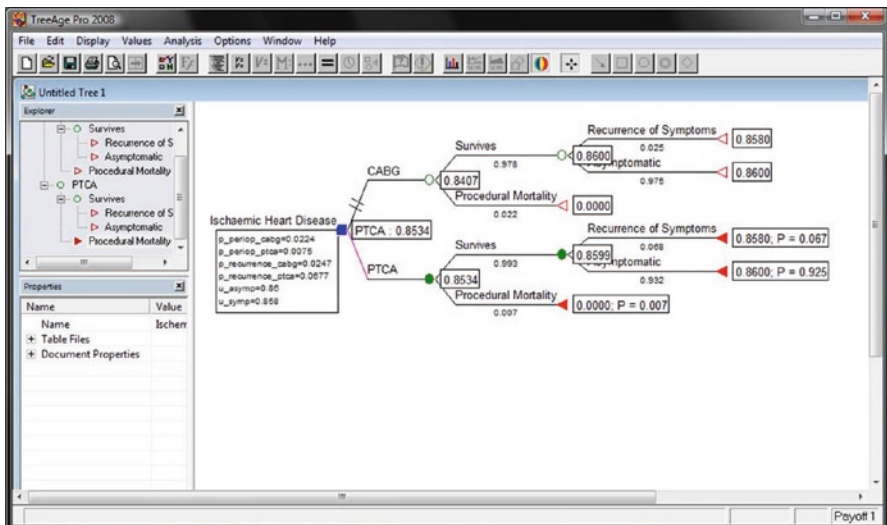 TreeAge Pro 2008
File Edit Display Values Analysis Options Window Help
Untitled Tree 1
Explorer
Survives
Recurrence of S
Asymptomatic
Procedural Mortality
PTCA
Survives
Recurrence of S
Asymptomatic
Procedural Mortality
Properties
Name Value
Name Ischem
Table Files
Document Properties
Ischaemic Heart Disease
p_periop_cabg=0.0224
p_periop_ptca=0.0075
p_recurrence_cabg=0.0247
p_recurrence_ptca=0.0677
u_asymp=0.86
u_symp=0.858
PTCA : 0.8534
CABG
0.8407
Survives
0.978
0.8600
Recurrence of Symptoms
0.025
0.8580
ymptomatic
0.975
0.8600
Procedural Mortality
0.022
0.0000
PTCA
0.8534
Survives
0.993
0.8599
Recurrence of Symptoms
0.068
0.8580; P = 0.067
mptomatic
0.932
0.8600; P = 0.925
Procedural Mortality
0.007
0.0000; P = 0.007
Payoff 1